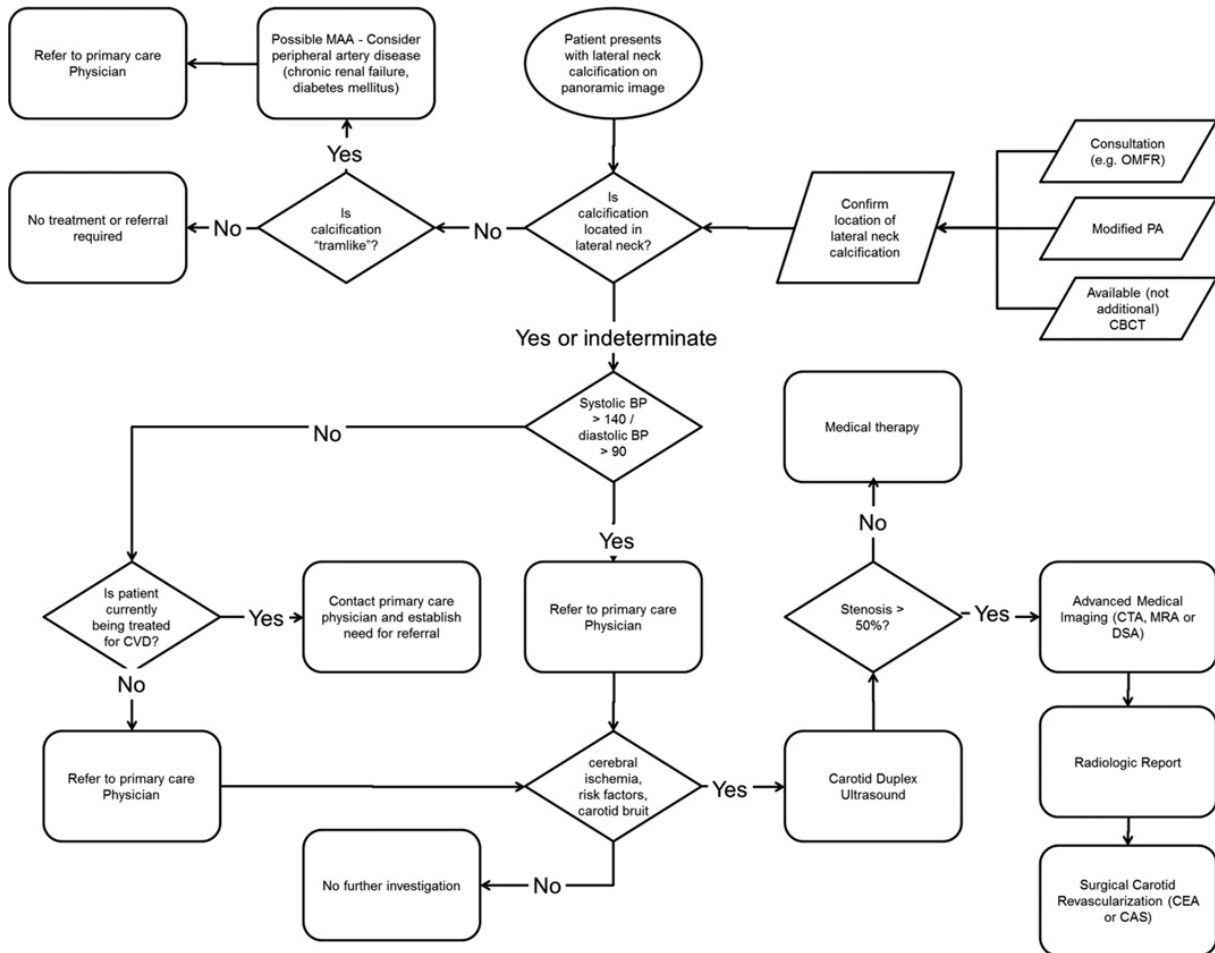 Refer to primary care
Physician
Possible MAA - Consider
peripheral artery disease
(chronic renal failure,
diabetes mellitus)
Patient presents
with lateral neck
calcification on
panoramic image
Yes
No treatment or referral
required
No
Is
calcification
“tramlike”?
No
Is
calcification
located in
lateral neck?
Confirm
location of
lateral neck
calcification
Consultation
(e.g. OMFR)
Modified PA
Available (not
additional)
CBCT
Yes or indeterminate
Systolic BP
> 140 /
diastolic BP
> 90
No
Yes
Medical therapy
No
Is patient
currently
being treated
for CVD?
Yes
Contact primary care
physician and establish
need for referral
Refer to primary care
Physician
Stenosis >
50%?
Yes
Advanced Medical
Imaging (CTA, MRA or
DSA)
No
Refer to primary care
Physician
cerebral
ischemia,
risk factors,
carotid bruit
Yes
Carotid Duplex
Ultrasound
Radiologic Report
No further investigation
No
Surgical Carotid
Revascularization (CEA
or CAS)